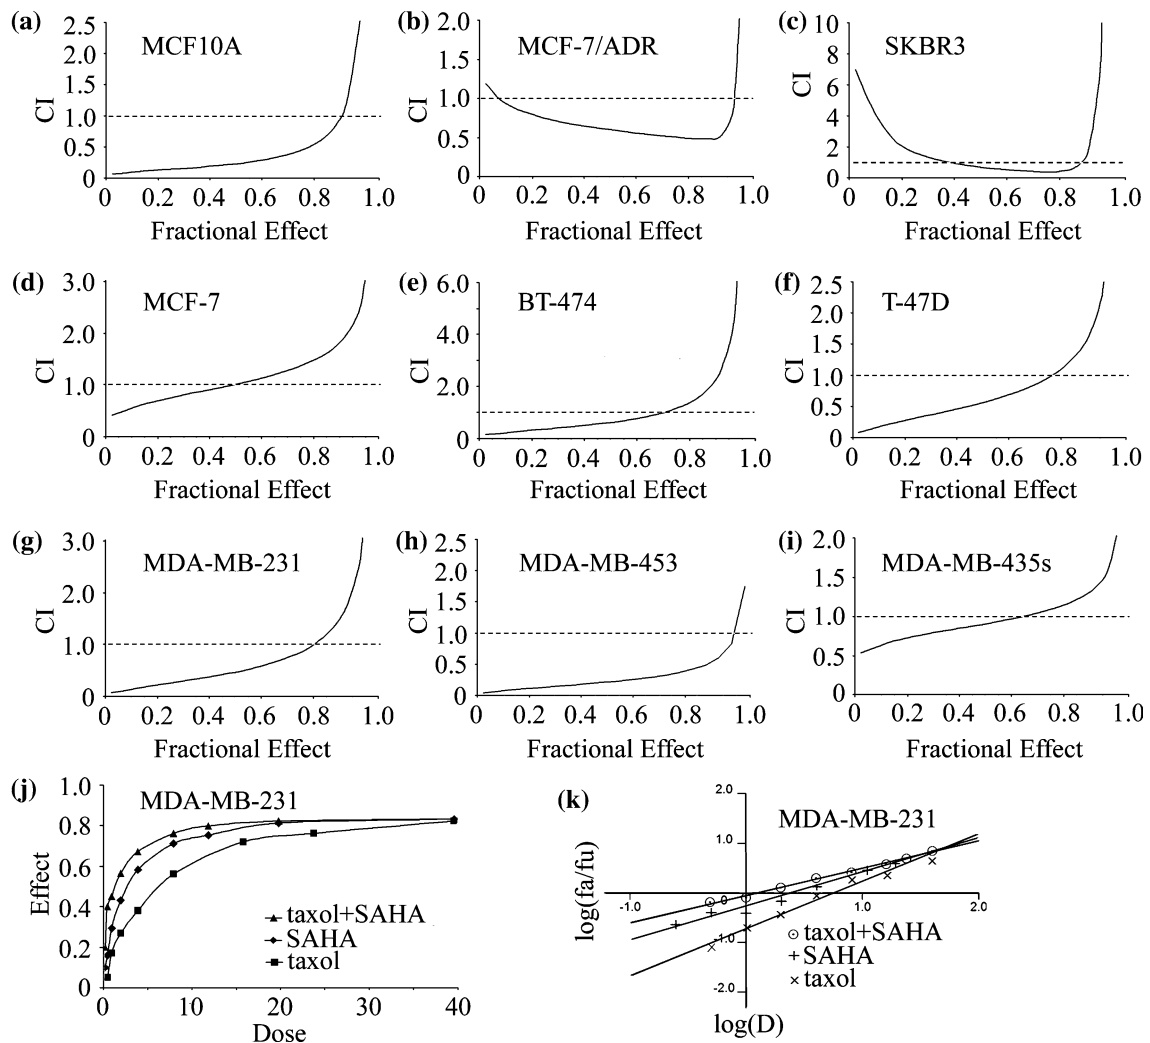 (a) MCF10A
CI
2.5
2.0
1.5
1.0
0.5
0
0 0.2 0.4 0.6 0.8 1.0
Fractional Effect
(b) MCF-7/ADR
CI
2.0
1.5
1.0
0.5
0
0 0.2 0.4 0.6 0.8 1.0
Fractional Effect
(c) SKBR3
CI
10
8
6
4
2
0
0 0.2 0.4 0.6 0.8 1.0
Fractional Effect
(d) MCF-7
CI
3.0
2.0
1.0
0
0 0.2 0.4 0.6 0.8 1.0
Fractional Effect
(e) BT-474
CI
6.0
4.0
2.0
0
0 0.2 0.4 0.6 0.8 1.0
Fractional Effect
(f) T-47D
CI
2.5
2.0
1.5
1.0
0.5
0
0 0.2 0.4 0.6 0.8 1.0
Fractional Effect
(g) MDA-MB-231
CI
3.0
2.0
1.0
0
0 0.2 0.4 0.6 0.8 1.0
Fractional Effect
(h) MDA-MB-453
CI
2.5
2.0
1.5
1.0
0.5
0
0 0.2 0.4 0.6 0.8 1.0
Fractional Effect
(i) MDA-MB-435s
CI
2.0
1.5
1.0
0.5
0
0 0.2 0.4 0.6 0.8 1.0
Fractional Effect
(j) MDA-MB-231
Effect
1.0
0.8
0.6
0.4
0.2
0
taxol+SAHA
SAHA
taxol
0 10 20 30 40
Dose
(k) MDA-MB-231
log(fa/fu)
2.0
1.0
-1.0 0 1.0 2.0
-1.0
-2.0
taxol+SAHA
SAHA
taxol
log(D)